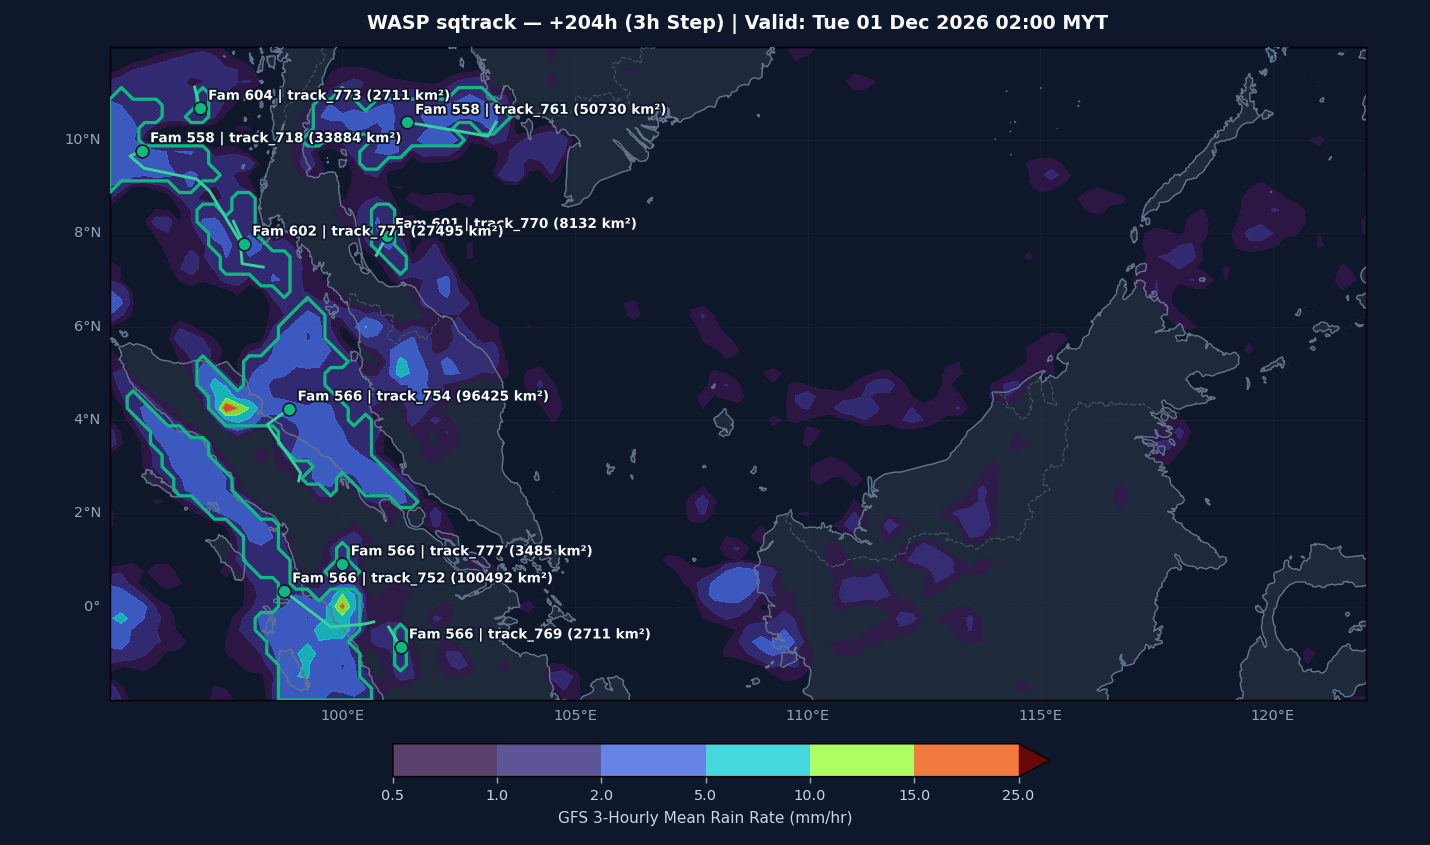 WASP sqtrack — +204h (3h Step) | Valid: Tue 01 Dec 2026 02:00 MYT
Fam 604 | track_773 (2711 km²)
Fam 558 | track_761 (50730 km²)
Fam 558 | track_718 (33884 km²)
Fam 601 | track_770 (8132 km²)
Fam 602 | track_771 (27495 km²)
Fam 566 | track_754 (96425 km²)
Fam 566 | track_777 (3485 km²)
Fam 566 | track_752 (100492 km²)
Fam 566 | track_769 (2711 km²)
10°N
8°N
6°N
4°N
2°N
0°
100°E 105°E 110°E 115°E 120°E
0.5 1.0 2.0 5.0 10.0 15.0 25.0
GFS 3-Hourly Mean Rain Rate (mm/hr)